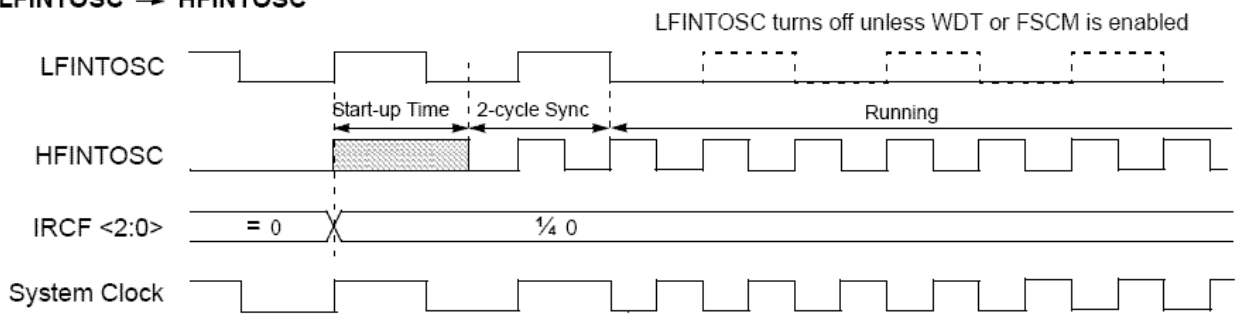 LFINTOSC → HFINTOSC
LFINTOSC turns off unless WDT or FSCM is enabled
LFINTOSC
Start-up Time 2-cycle Sync Running
HFINTOSC
IRCF <2:0> = 0 ¼ 0
System Clock